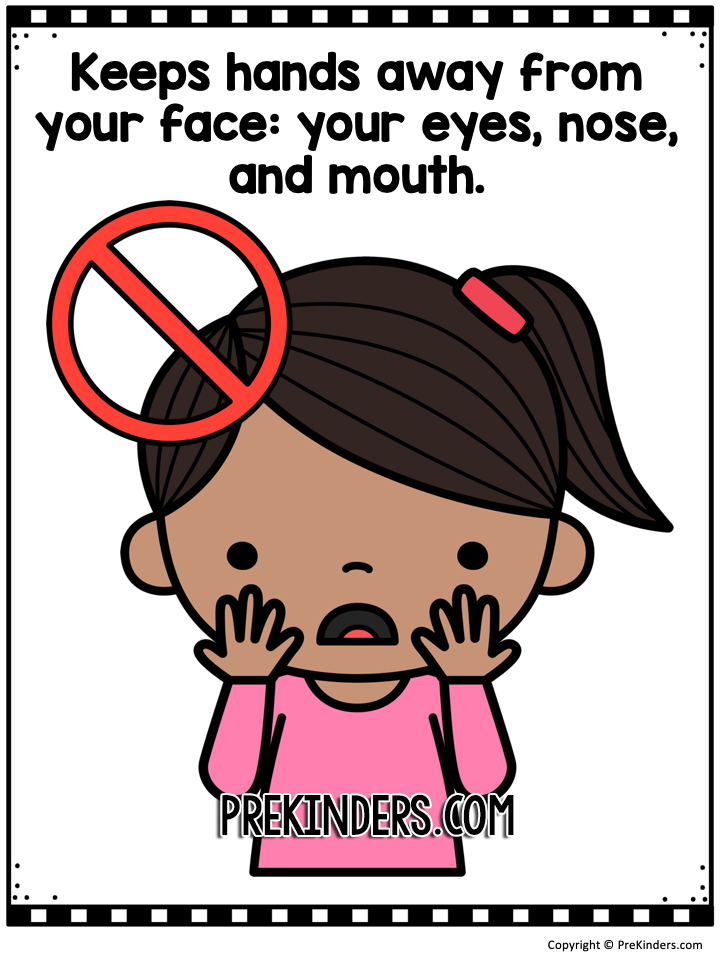 Keeps hands away from
your face: your eyes, nose,
and mouth.
PREKINDERS.COM
Copyright © PreKinders.com